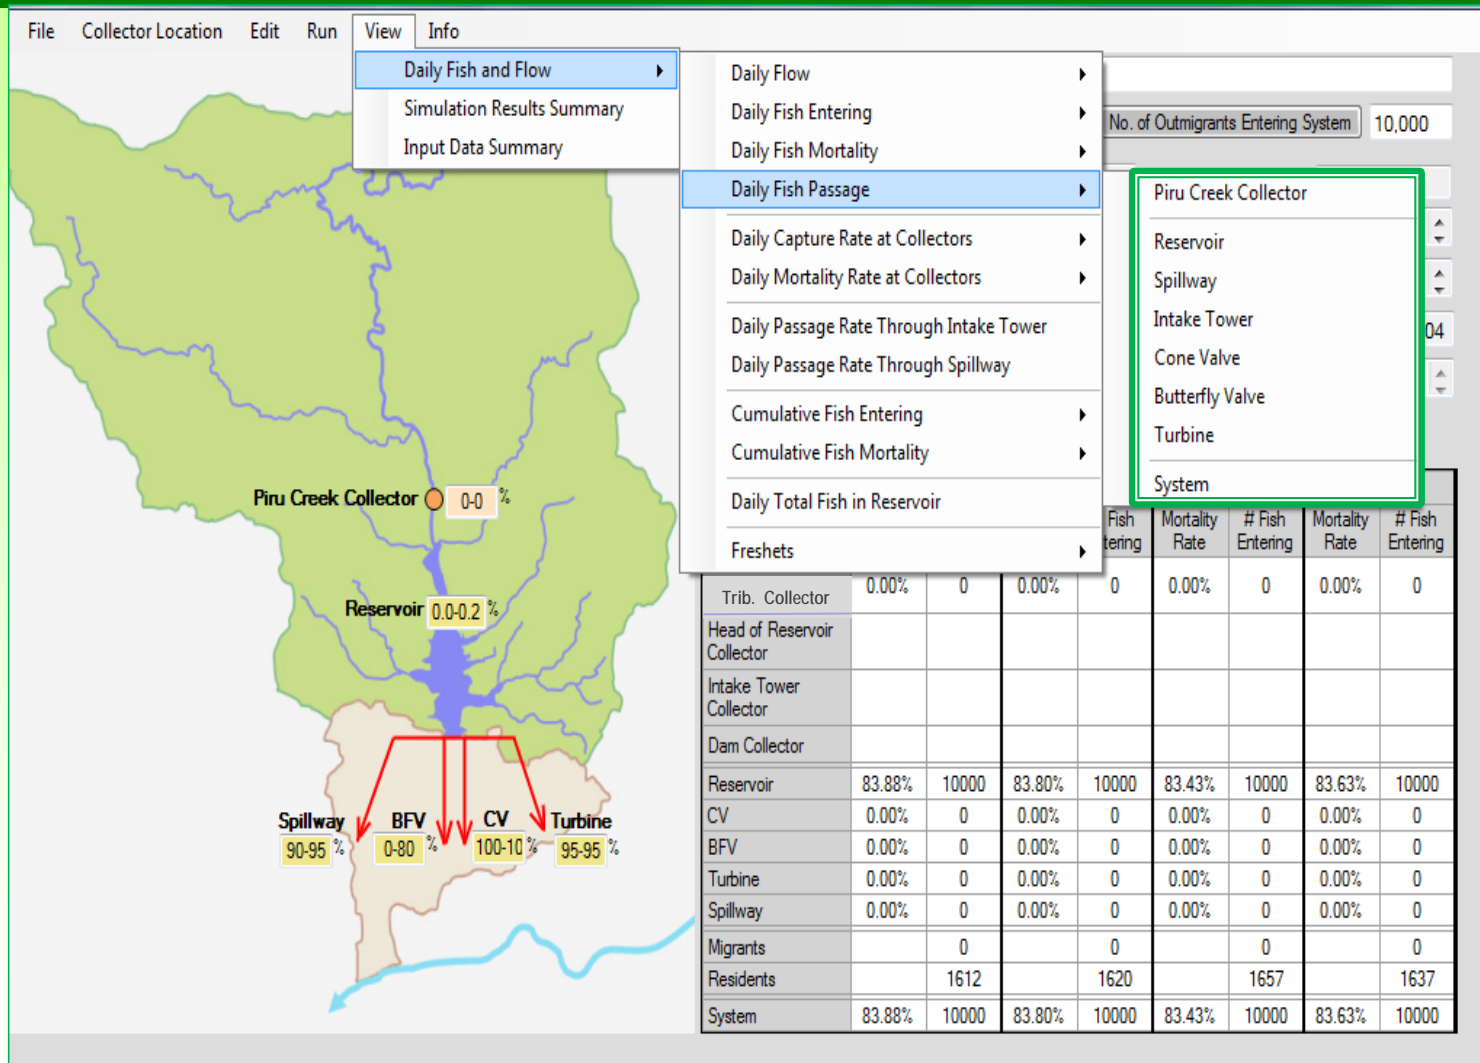 File Collector Location Edit Run View Info
Daily Fish and Flow
Simulation Results Summary
Input Data Summary
Daily Flow
Daily Fish Entering
Daily Fish Mortality
Daily Fish Passage
Daily Capture Rate at Collectors
Daily Mortality Rate at Collectors
Daily Passage Rate Through Intake Tower
Daily Passage Rate Through Spillway
Cumulative Fish Entering
Cumulative Fish Mortality
Daily Total Fish in Reservoir
Freshets
No. of Outmigrants Entering System 10,000
Piru Creek Collector
Reservoir
Spillway
Intake Tower
Cone Valve
Butterfly Valve
Turbine
System
04
Piru Creek Collector 0-0 %
Reservoir 0.0-0.2 %
Spillway BFV CV Turbine
90-95 % 0-80 % 100-10 % 95-95 %
Fish Mortality # Fish Mortality # Fish
tering Rate Entering Rate Entering
Trib. Collector 0.00% 0 0.00% 0 0.00% 0 0.00% 0
Head of Reservoir
Collector
Intake Tower
Collector
Dam Collector
Reservoir 83.88% 10000 83.80% 10000 83.43% 10000 83.63% 10000
CV 0.00% 0 0.00% 0 0.00% 0 0.00% 0
BFV 0.00% 0 0.00% 0 0.00% 0 0.00% 0
Turbine 0.00% 0 0.00% 0 0.00% 0 0.00% 0
Spillway 0.00% 0 0.00% 0 0.00% 0 0.00% 0
Migrants 0 0 0 0
Residents 1612 1620 1657 1637
System 83.88% 10000 83.80% 10000 83.43% 10000 83.63% 10000